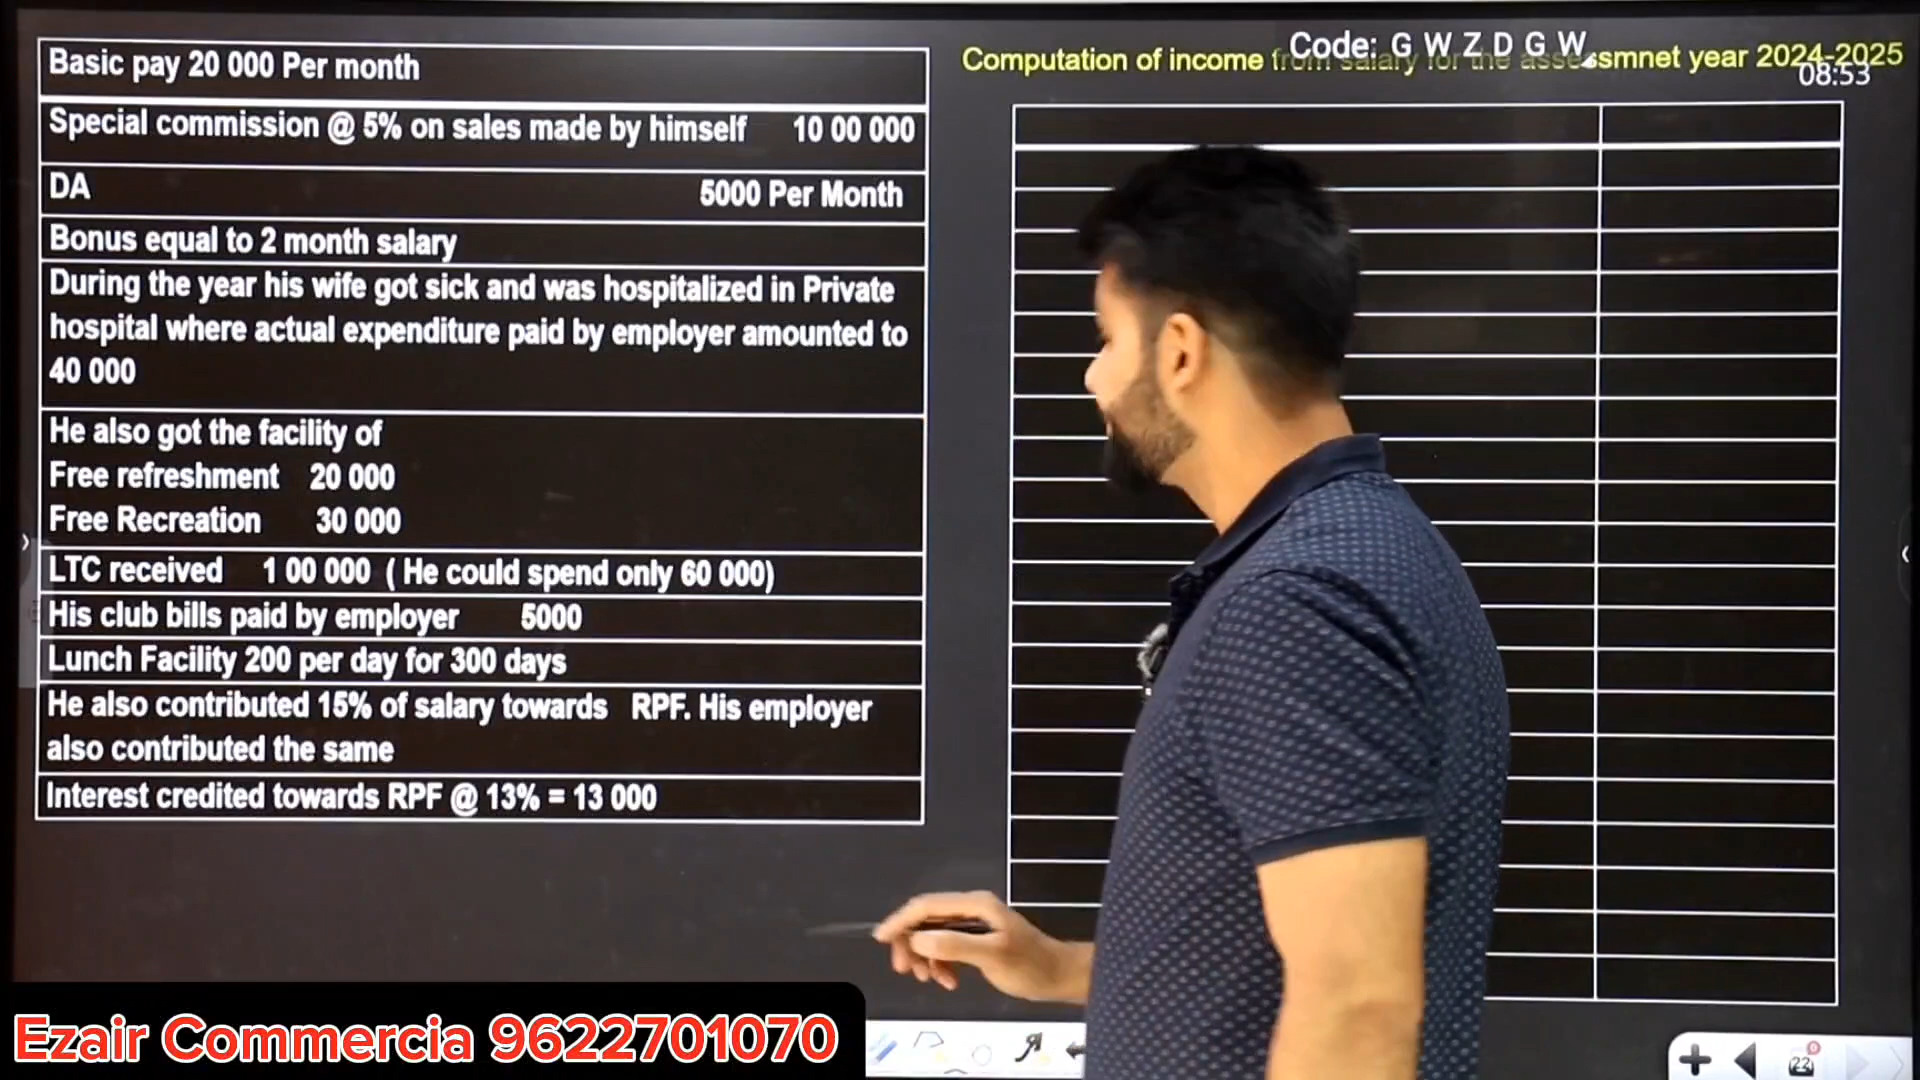 Basic pay 20 000 Per month
Special commission @ 5% on sales made by himself 10 00 000
DA 5000 Per Month
Bonus equal to 2 month salary
During the year his wife got sick and was hospitalized in Private
hospital where actual expenditure paid by employer amounted to
40 000
He also got the facility of
Free refreshment 20 000
Free Recreation 30 000
LTC received 1 00 000 ( He could spend only 60 000)
His club bills paid by employer 5000
Lunch Facility 200 per day for 300 days
He also contributed 15% of salary towards RPF. His employer
also contributed the same
Interest credited towards RPF @ 13% = 13 000
Code: G W Z D G W
Computation of income from salary for the assessmnet year 2024-2025
08:53
Ezair Commercia 9622701070
22